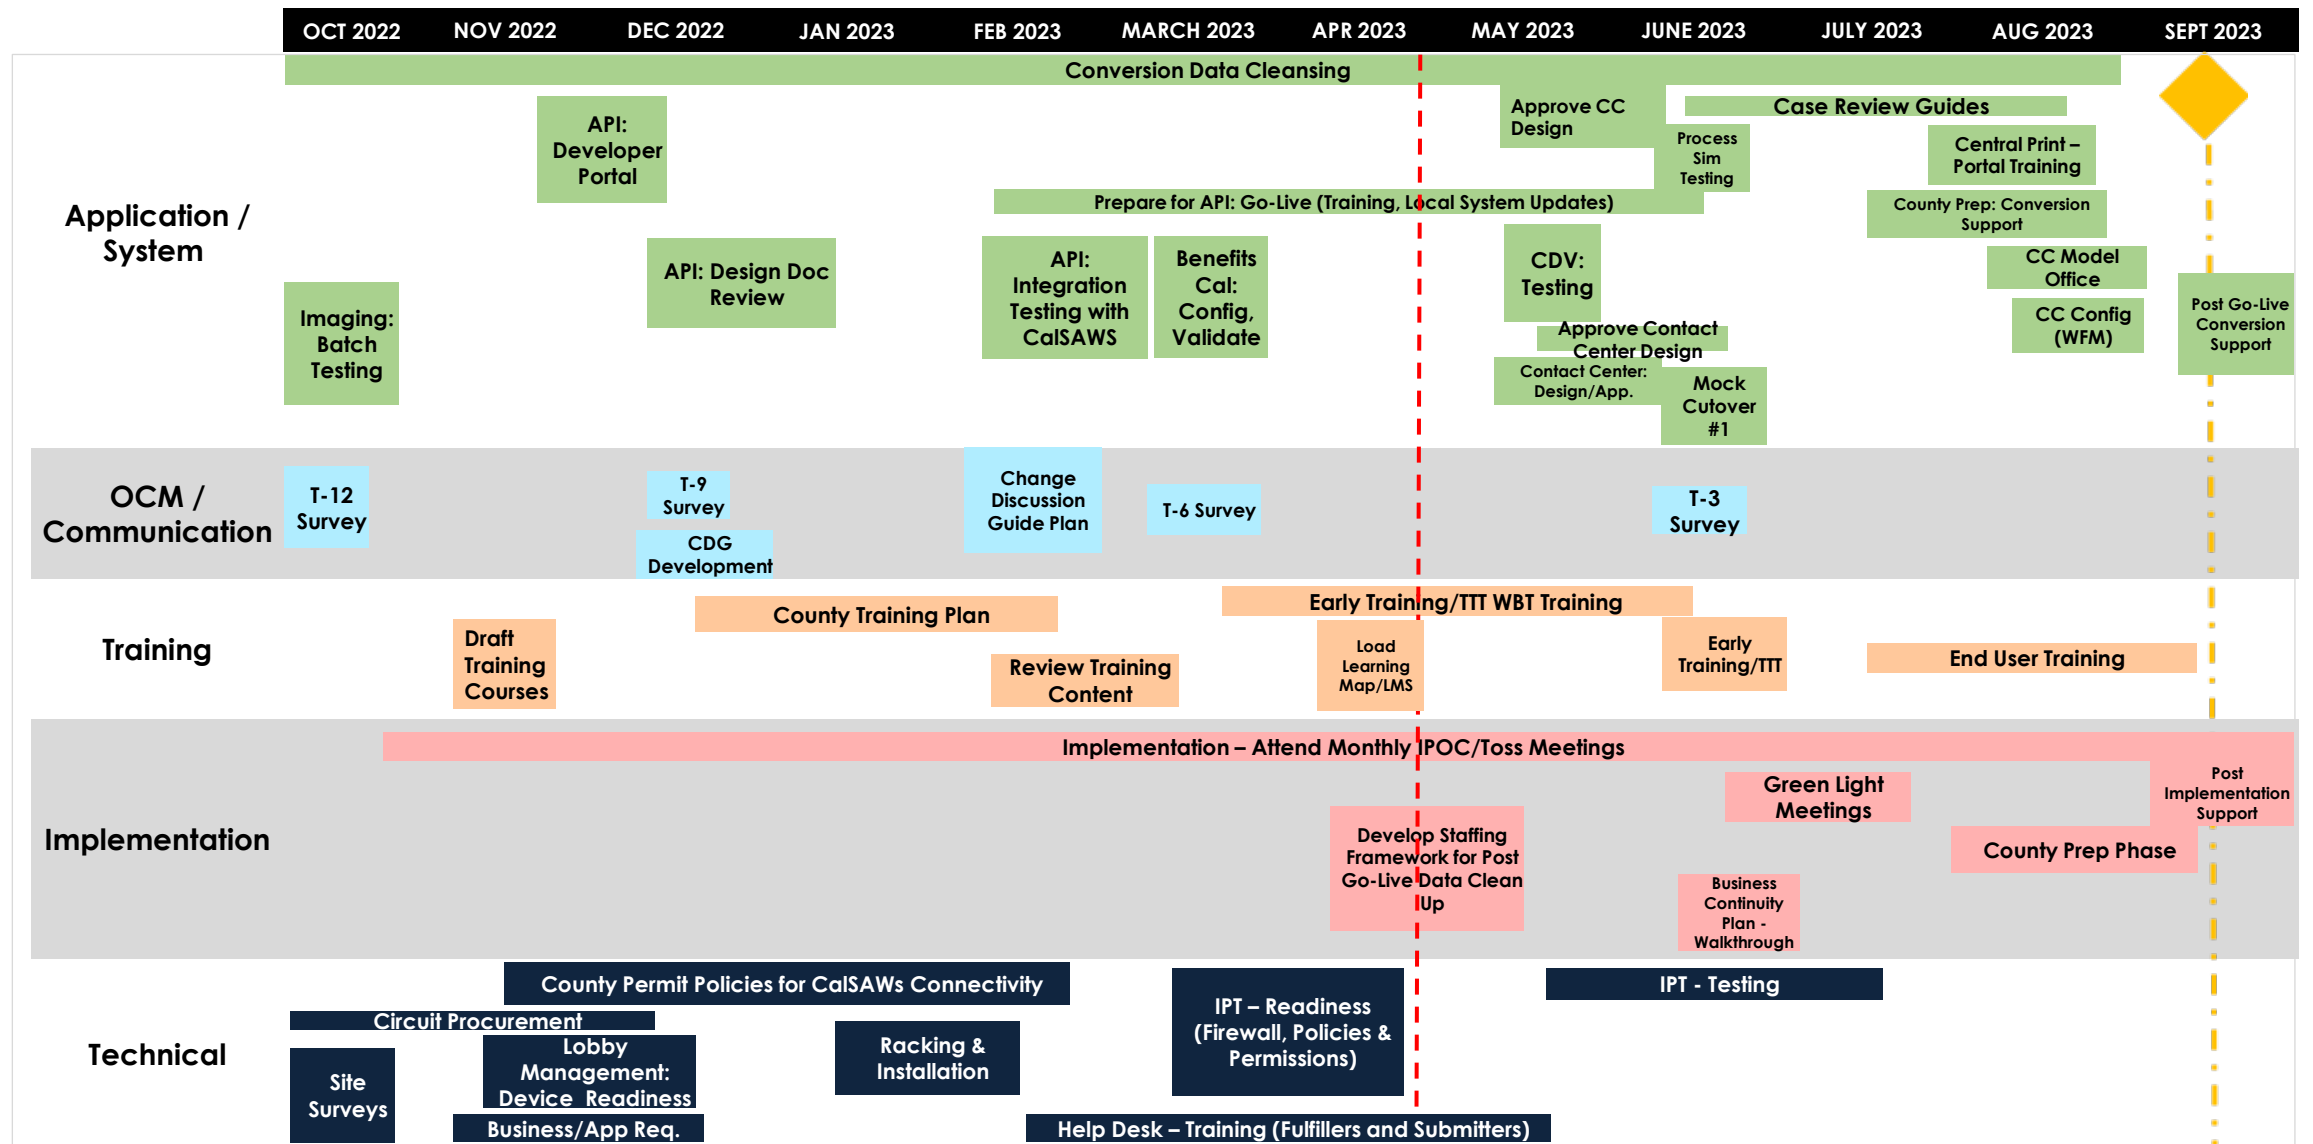 OCT 2022
NOV 2022
DEC 2022
JAN 2023
FEB 2023
MARCH 2023
APR 2023
MAY 2023
JUNE 2023
JULY 2023
AUG 2023
SEPT 2023
Application /
System
Conversion Data Cleansing
API:
Developer
Portal
Approve CC
Design
Case Review Guides
Process
Sim
Testing
Central Print –
Portal Training
Prepare for API: Go-Live (Training, Local System Updates)
County Prep: Conversion
Support
Imaging:
Batch
Testing
API: Design Doc
Review
API:
Integration
Testing with
CalSAWS
Benefits
Cal:
Config,
Validate
CDV:
Testing
CC Model
Office
CC Config
(WFM)
Post Go-Live
Conversion
Support
Approve Contact
Center Design
Contact Center:
Design/App.
Mock
Cutover
#1
OCM /
Communication
T-12
Survey
T-9
Survey
CDG
Development
Change
Discussion
Guide Plan
T-6 Survey
T-3
Survey
Training
Draft
Training
Courses
County Training Plan
Review Training
Content
Early Training/TTT WBT Training
Load
Learning
Map/LMS
Early
Training/TTT
End User Training
Implementation
Implementation – Attend Monthly IPOC/Toss Meetings
Develop Staffing
Framework for Post
Go-Live Data Clean
Up
Green Light
Meetings
Business
Continuity
Plan -
Walkthrough
Post
Implementation
Support
County Prep Phase
Technical
County Permit Policies for CalSAWs Connectivity
Circuit Procurement
Site
Surveys
Lobby
Management:
Device Readiness
Business/App Req.
Racking &
Installation
IPT – Readiness
(Firewall, Policies &
Permissions)
IPT - Testing
Help Desk – Training (Fulfillers and Submitters)